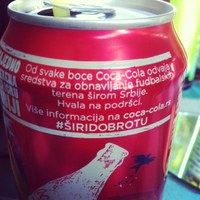 Od svake boce Coca-Cola odvaja
sredstva za obnavljanje fudbalskih
terena širom Srbije.
Hvala na podršci.
Više informacija na coca-cola.rs
#ŠIRIDOBROTU